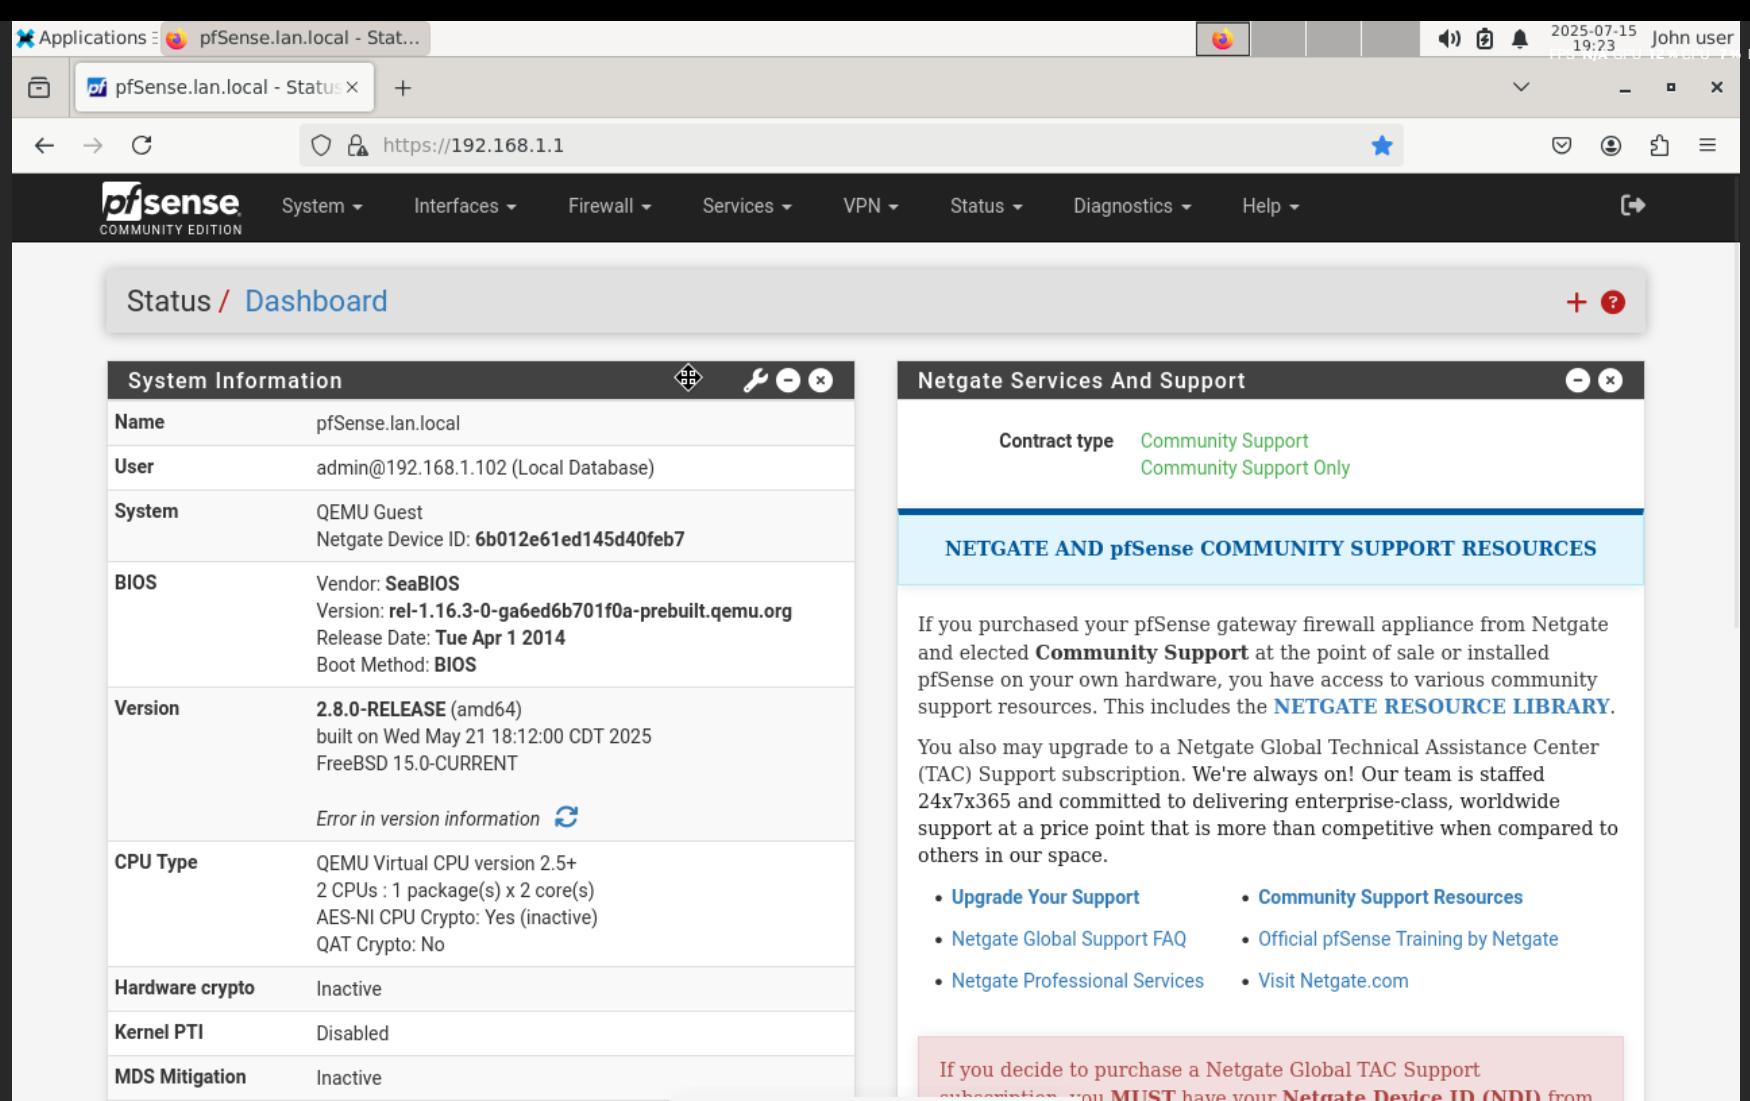 Applications
pfSense.lan.local - Stat...
2025-07-15
19:23
John user
pfSense.lan.local - Status
https://192.168.1.1
pfsense
COMMUNITY EDITION
System
Interfaces
Firewall
Services
VPN
Status
Diagnostics
Help
Status / Dashboard
System Information
Name pfSense.lan.local
User admin@192.168.1.102 (Local Database)
System QEMU Guest
Netgate Device ID: 6b012e61ed145d40feb7
BIOS Vendor: SeaBIOS
Version: rel-1.16.3-0-ga6ed6b701f0a-prebuilt.qemu.org
Release Date: Tue Apr 1 2014
Boot Method: BIOS
Version 2.8.0-RELEASE (amd64)
built on Wed May 21 18:12:00 CDT 2025
FreeBSD 15.0-CURRENT
Error in version information
CPU Type QEMU Virtual CPU version 2.5+
2 CPUs : 1 package(s) x 2 core(s)
AES-NI CPU Crypto: Yes (inactive)
QAT Crypto: No
Hardware crypto Inactive
Kernel PTI Disabled
MDS Mitigation Inactive
Netgate Services And Support
Contract type Community Support
Community Support Only
NETGATE AND pfSense COMMUNITY SUPPORT RESOURCES
If you purchased your pfSense gateway firewall appliance from Netgate
and elected Community Support at the point of sale or installed
pfSense on your own hardware, you have access to various community
support resources. This includes the NETGATE RESOURCE LIBRARY.
You also may upgrade to a Netgate Global Technical Assistance Center
(TAC) Support subscription. We're always on! Our team is staffed
24x7x365 and committed to delivering enterprise-class, worldwide
support at a price point that is more than competitive when compared to
others in our space.
• Upgrade Your Support
• Community Support Resources
• Netgate Global Support FAQ
• Official pfSense Training by Netgate
• Netgate Professional Services
• Visit Netgate.com
If you decide to purchase a Netgate Global TAC Support
subscription, you MUST have your Netgate Device ID (NDI) from